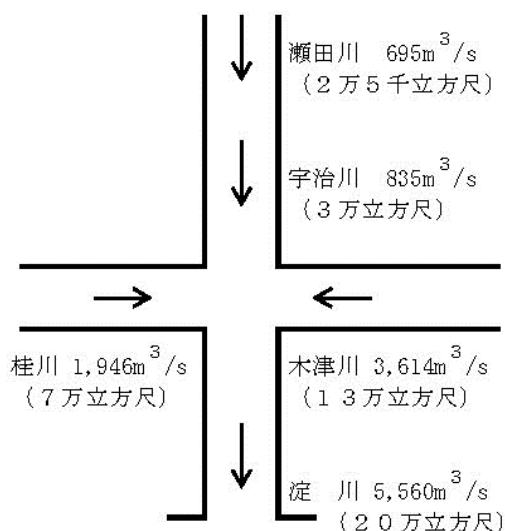 瀬田川 695m³/s
(２万５千立方尺)
宇治川 835m³/s
(３万立方尺)
桂川 1,946m³/s
(７万立方尺)
木津川 3,614m³/s
(１３万立方尺)
淀　川 5,560m³/s
(２０万立方尺)